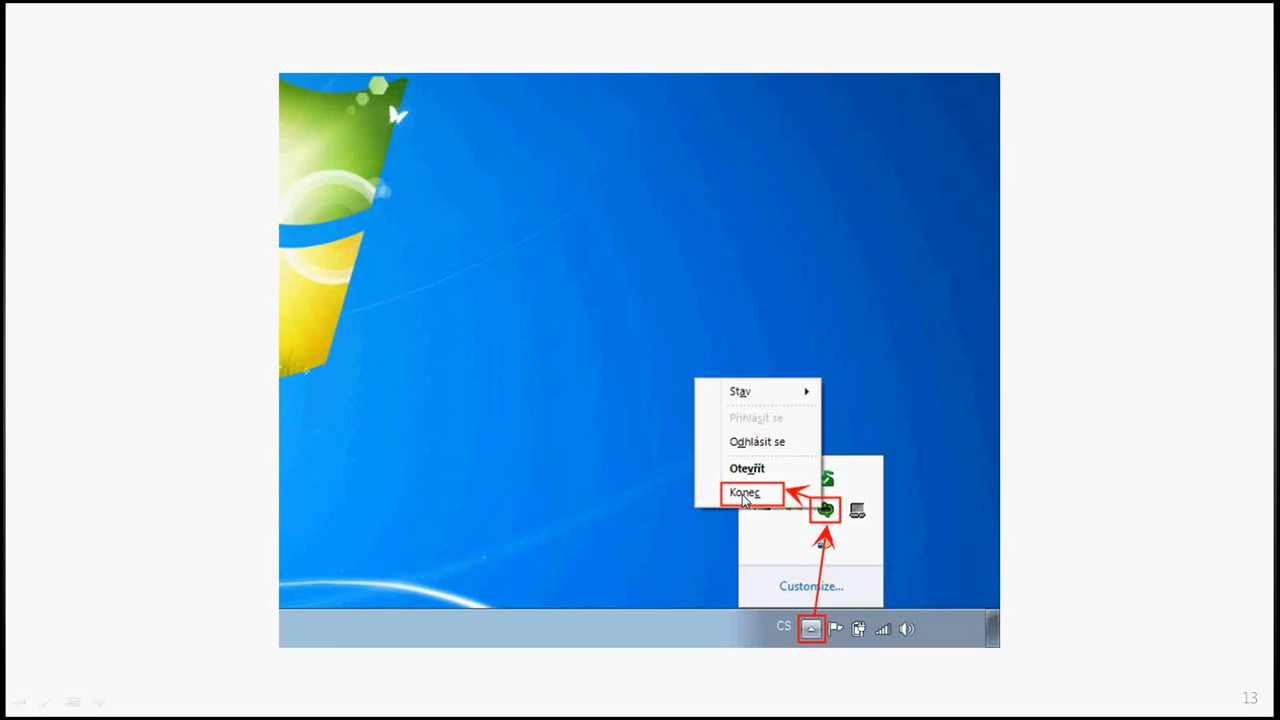 Stav
Přihlásit se
Odhlásit se
Otevřít
Konec
Customize...
CS
13